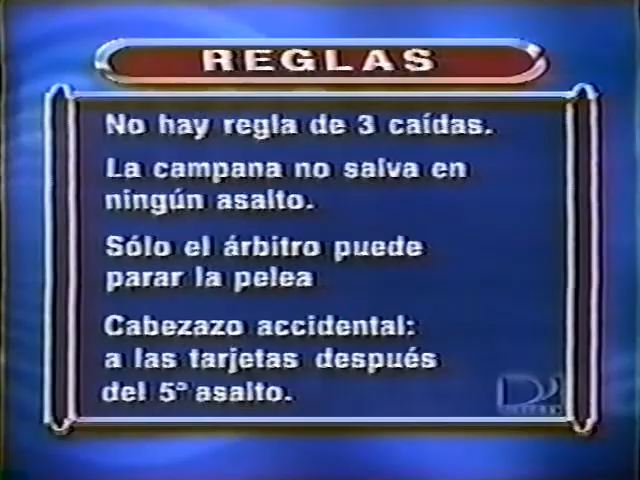 REGLAS
No hay regla de 3 caídas.
La campana no salva en
ningún asalto.
Sólo el árbitro puede
parar la pelea
Cabezazo accidental:
a las tarjetas después
del 5° asalto.